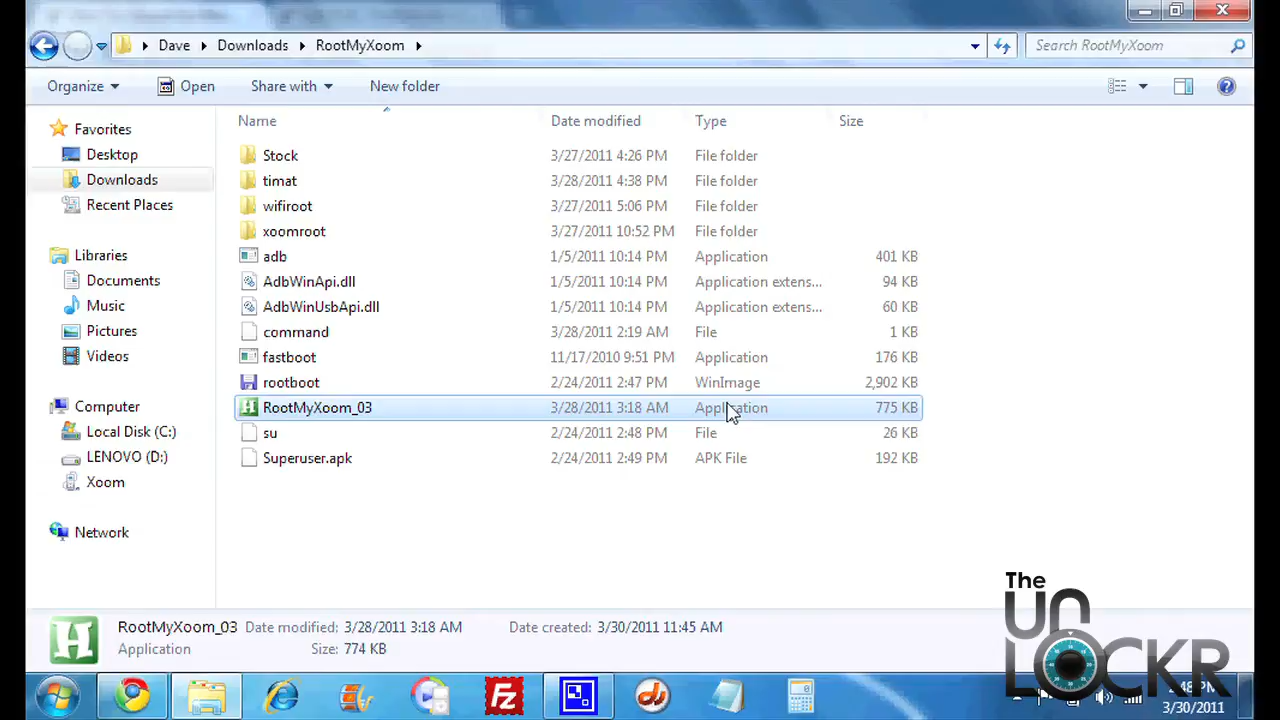 Dave Downloads RootMyXoom Search RootMyXoom
Organize Open Share with New folder
Name Date modified Type Size
Favorites
Desktop
Downloads
Recent Places
Libraries
Documents
Music
Pictures
Videos
Computer
Local Disk (C:)
LENOVO (D:)
Xoom
Network
Stock 3/27/2011 4:26 PM File folder
timat 3/28/2011 4:38 PM File folder
wifiroot 3/27/2011 5:06 PM File folder
xoomroot 3/27/2011 10:52 PM File folder
adb 1/5/2011 10:14 PM Application 401 KB
AdbWinApi.dll 1/5/2011 10:14 PM Application extens... 94 KB
AdbWinUsbApi.dll 1/5/2011 10:14 PM Application extens... 60 KB
command 3/28/2011 2:19 AM File 1 KB
fastboot 11/17/2010 9:51 PM Application 176 KB
rootboot 2/24/2011 2:47 PM WinImage 2,902 KB
RootMyXoom_03 3/28/2011 3:18 AM Application 775 KB
su 2/24/2011 2:48 PM File 26 KB
Superuser.apk 2/24/2011 2:49 PM APK File 192 KB
RootMyXoom_03 Date modified: 3/28/2011 3:18 AM Date created: 3/30/2011 11:45 AM
Application Size: 774 KB
The
UN
LOCKR
Fz
3/30/2011